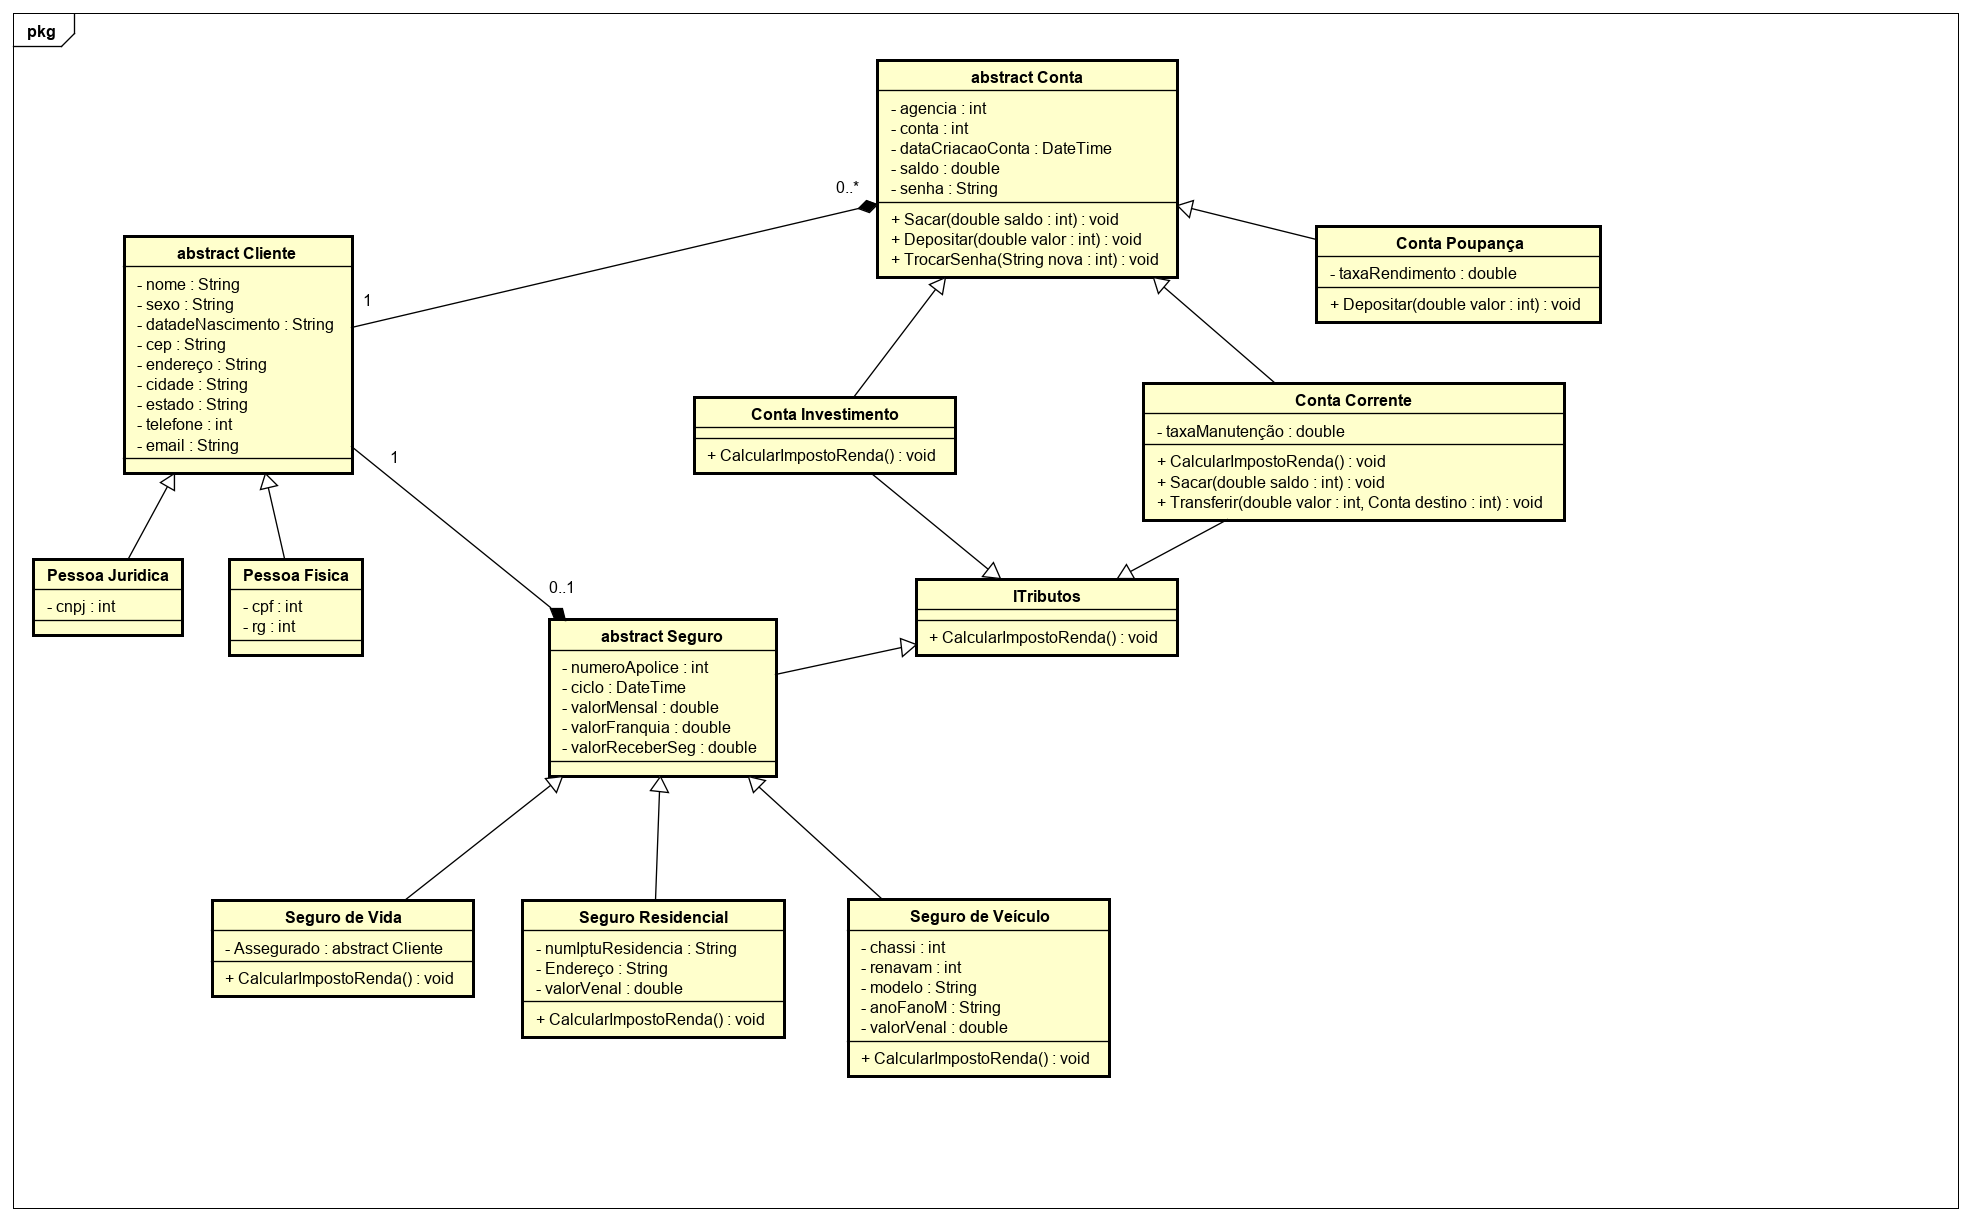 pkg
abstract Conta
- agencia : int
- conta : int
- dataCriacaoConta : DateTime
- saldo : double
- senha : String
+ Sacar(double saldo : int) : void
+ Depositar(double valor : int) : void
+ TrocarSenha(String nova : int) : void
0..*
1
abstract Cliente
- nome : String
- sexo : String
- datadeNascimento : String
- cep : String
- endereço : String
- cidade : String
- estado : String
- telefone : int
- email : String
Conta Poupança
- taxaRendimento : double
+ Depositar(double valor : int) : void
Conta Investimento
+ CalcularImpostoRenda() : void
Conta Corrente
- taxaManutenção : double
+ CalcularImpostoRenda() : void
+ Sacar(double saldo : int) : void
+ Transferir(double valor : int, Conta destino : int) : void
1
0..1
Pessoa Juridica
- cnpj : int
Pessoa Fisica
- cpf : int
- rg : int
ITributos
+ CalcularImpostoRenda() : void
abstract Seguro
- numeroApolice : int
- ciclo : DateTime
- valorMensal : double
- valorFranquia : double
- valorReceberSeg : double
Seguro de Vida
- Assegurado : abstract Cliente
+ CalcularImpostoRenda() : void
Seguro Residencial
- numIptuResidencia : String
- Endereço : String
- valorVenal : double
+ CalcularImpostoRenda() : void
Seguro de Veículo
- chassi : int
- renavam : int
- modelo : String
- anoFanoM : String
- valorVenal : double
+ CalcularImpostoRenda() : void